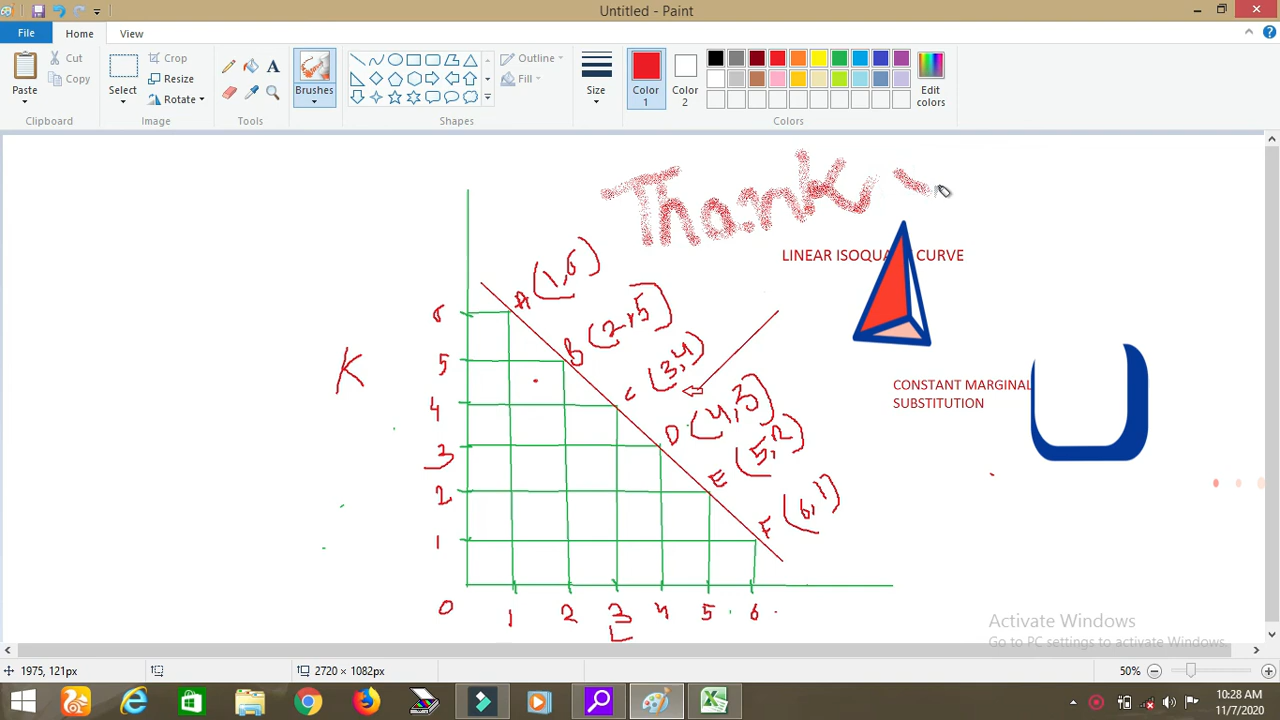 Untitled - Paint
File Home View
Paste
Cut
Copy
Clipboard
Select
Crop
Resize
Rotate
Image
Tools
Brushes
Outline
Fill
Shapes
Size
Color 1
Color 2
Edit colors
Colors
Thank
LINEAR ISOQUA CURVE
A (1,6)
B (2,5)
C (3,4)
D (4,3)
E (5,2)
F (6,1)
CONSTANT MARGINAL
SUBSTITUTION
K
6
5
4
3
2
1
0 1 2 3 4 5 6
L
Activate Windows
Go to PC settings to activate Windows.
1975, 121px
2720 × 1082px
50%
10:28 AM
11/7/2020